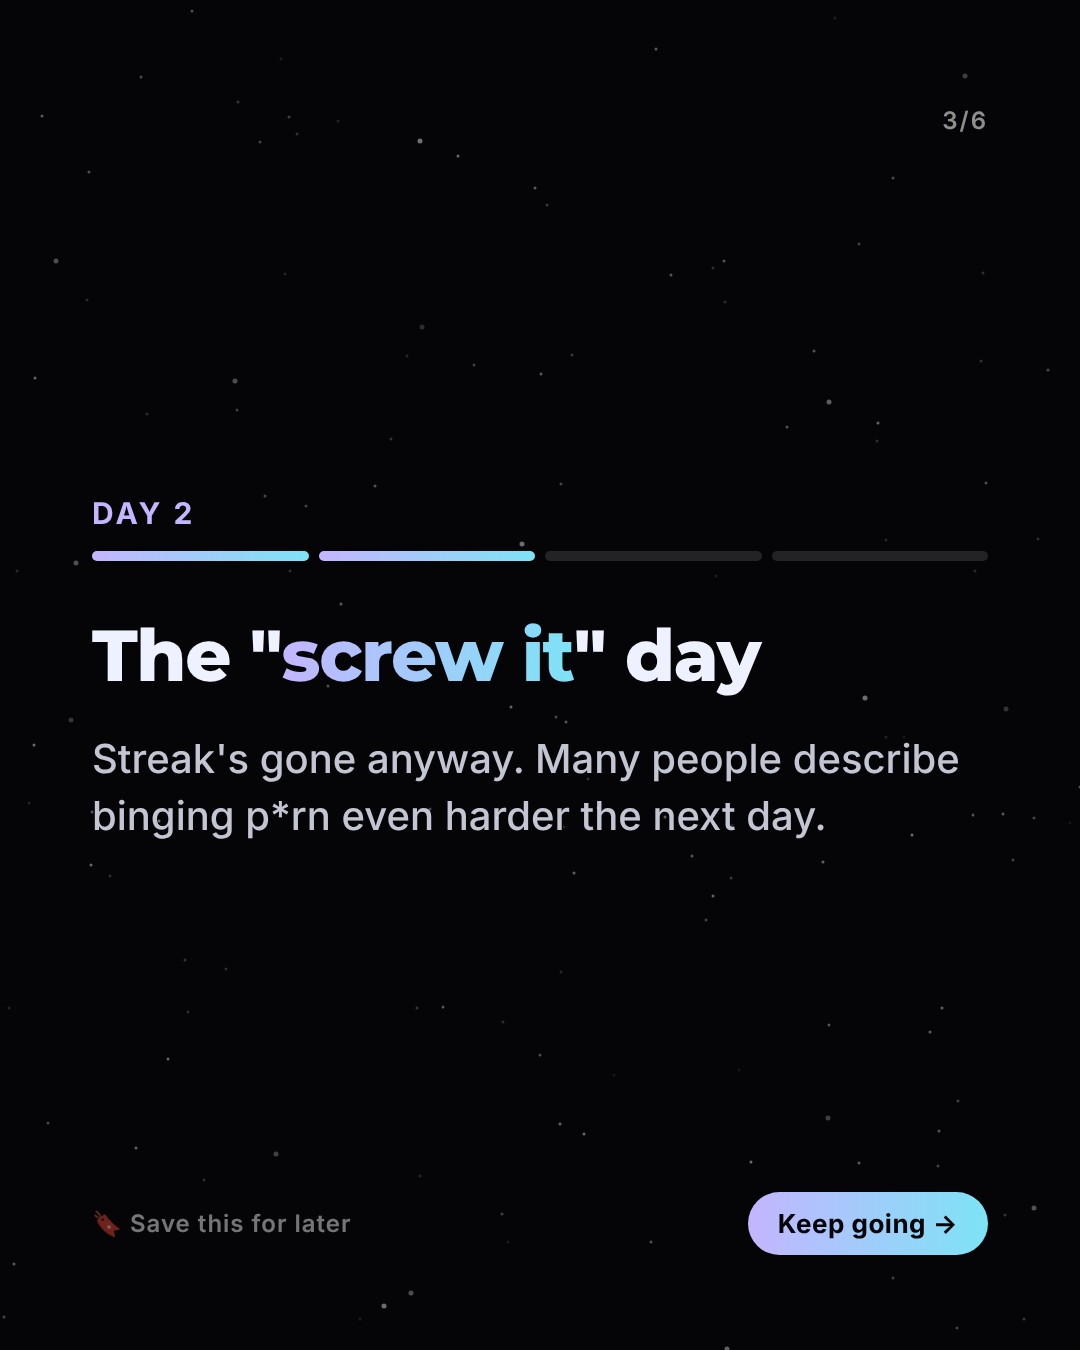 3/6
DAY 2
The "screw it" day
Streak's gone anyway. Many people describe
binging p*rn even harder the next day.
🔖 Save this for later
Keep going →